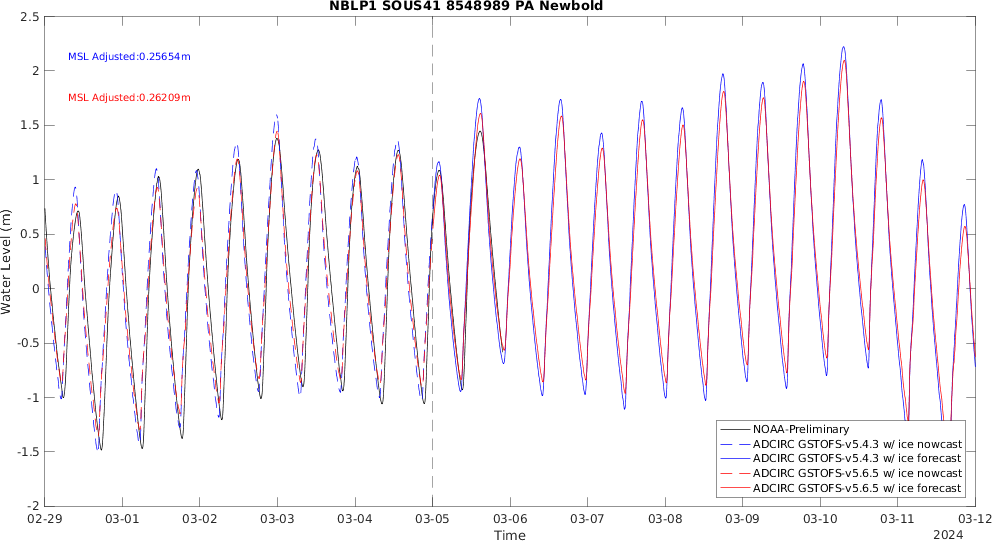 NBLP1 SOUS41 8548989 PA Newbold
2.5
2
1.5
1
0.5
0
-0.5
-1
-1.5
-2
Water Level (m)
MSL Adjusted:0.25654m
MSL Adjusted:0.26209m
NOAA-Preliminary
ADCIRC GSTOFS-v5.4.3 w/ ice nowcast
ADCIRC GSTOFS-v5.4.3 w/ ice forecast
ADCIRC GSTOFS-v5.6.5 w/ ice nowcast
ADCIRC GSTOFS-v5.6.5 w/ ice forecast
02-29 03-01 03-02 03-03 03-04 03-05 03-06 03-07 03-08 03-09 03-10 03-11 03-12
Time
2024